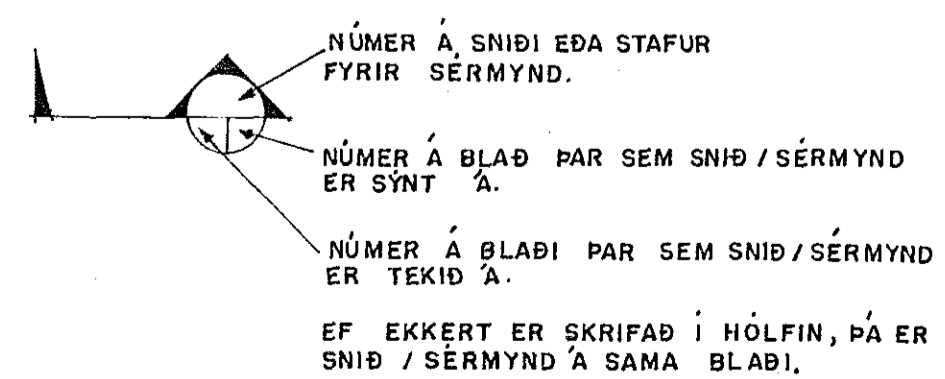 NÚMER Á SNIÐI EÐA STAFUR
FYRIR SÉRMYND.
NÚMER Á BLAÐ ÞAR SEM SNIÐ / SÉRMYND
ER SÝNT Á.
NÚMER Á BLAÐI ÞAR SEM SNIÐ / SÉRMYND
ER TEKIÐ Á.
EF EKKERT ER SKRIFAÐ Í HÓLFIN, ÞÁ ER
SNIÐ / SÉRMYND Á SAMA BLAÐI.